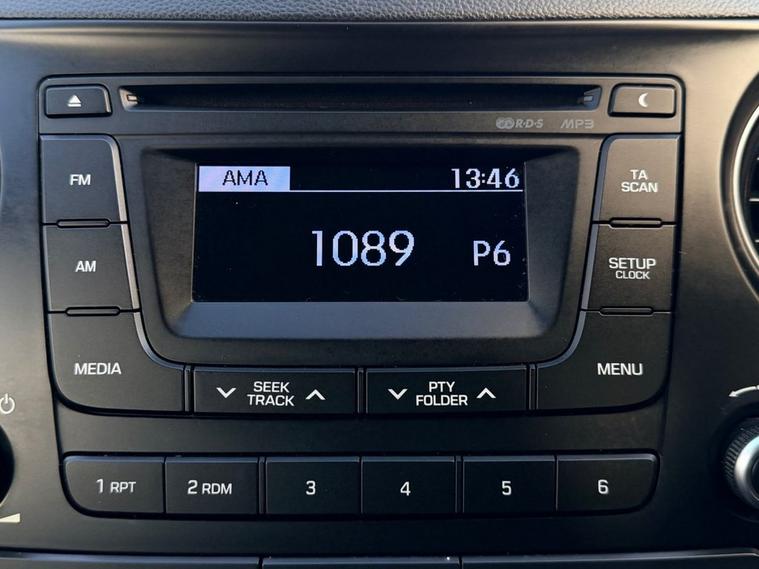 R·D·S MP3
FM
TA
SCAN
AMA 13:46
1089 P6
AM
SETUP
CLOCK
MEDIA
MENU
SEEK
TRACK
PTY
FOLDER
1 RPT
2 RDM
3
4
5
6